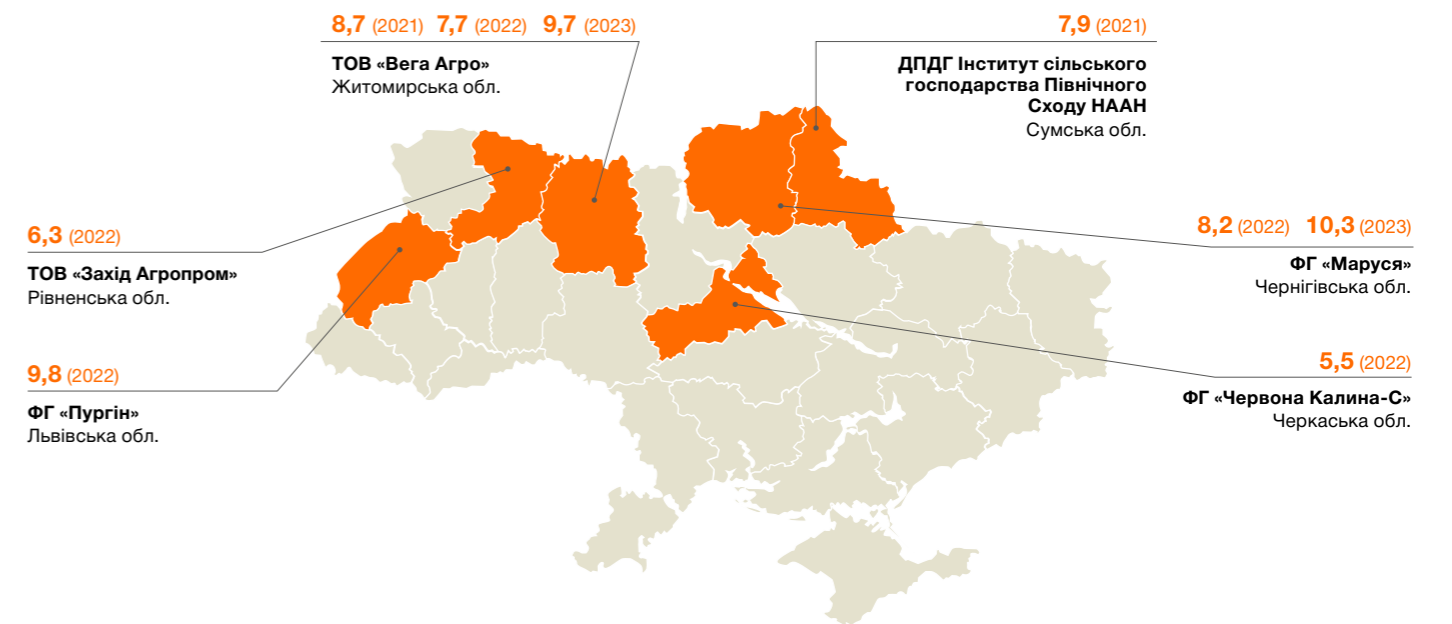 8,7 (2021) 7,7 (2022) 9,7 (2023)
ТОВ «Вега Агро»
Житомирська обл.
7,9 (2021)
ДПДГ Інститут сільського
господарства Північного
Сходу НААН
Сумська обл.
6,3 (2022)
ТОВ «Захід Агропром»
Рівненська обл.
8,2 (2022) 10,3 (2023)
ФГ «Маруся»
Чернігівська обл.
9,8 (2022)
ФГ «Пургін»
Львівська обл.
5,5 (2022)
ФГ «Червона Калина-С»
Черкаська обл.